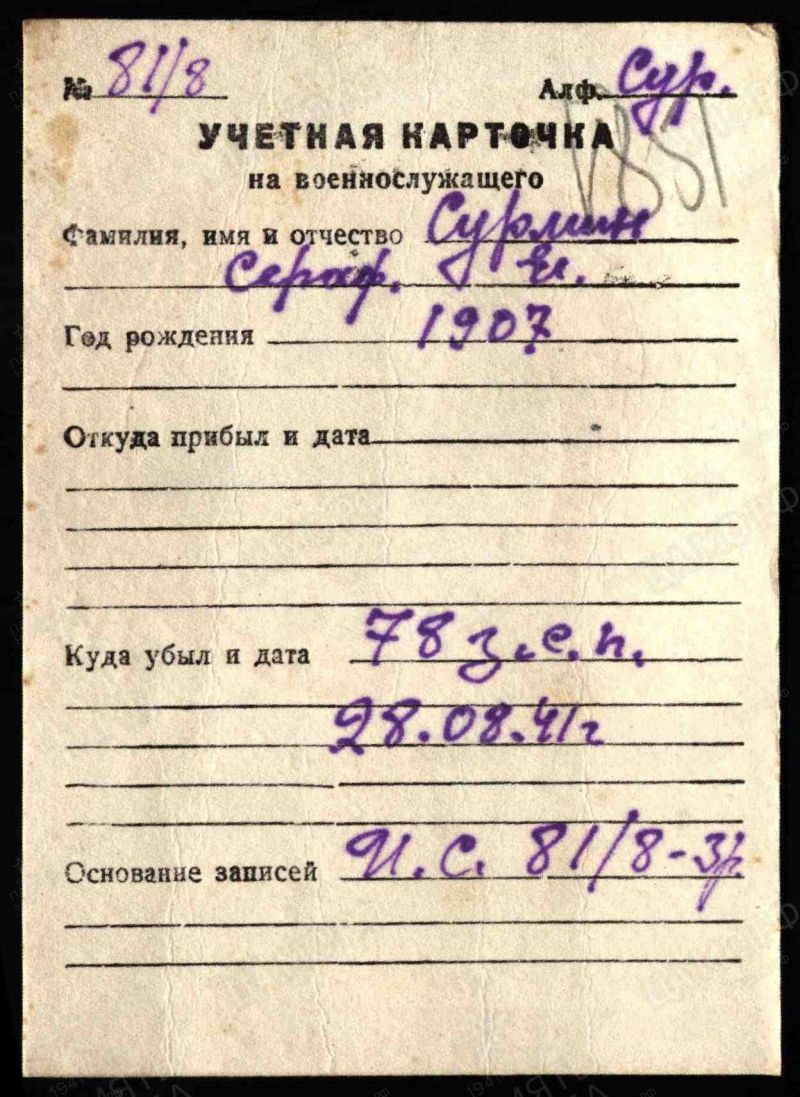 № 81/8 Алф. Сур.
УЧЕТНАЯ КАРТОЧКА
на военнослужащего
Фамилия, имя и отчество Сурмин
Сераф. И.
Год рождения 1907
Откуда прибыл и дата
Куда убыл и дата 78 з.с.п.
28.08.41г
Основание записей И.С. 81/8-зр.